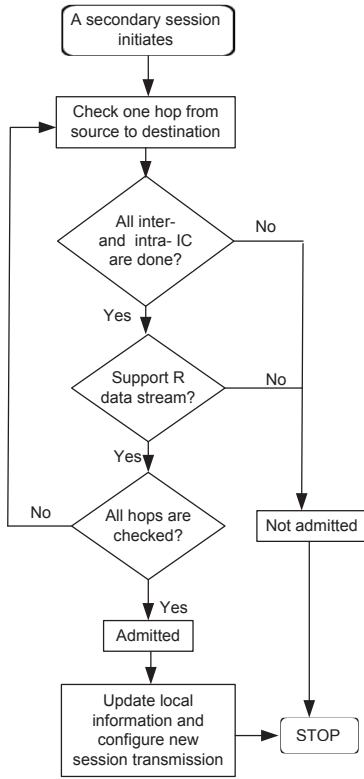 A secondary session
initiates
Check one hop from
source to destination
All inter-
and intra- IC
are done?
No
Yes
Support R
data stream?
No
Yes
All hops are
checked?
No
Not admitted
Yes
Admitted
Update local
information and
configure new
session transmission
STOP